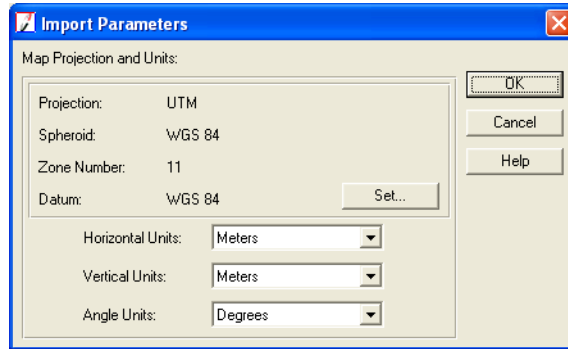 Import Parameters
Map Projection and Units:
Projection: UTM
Spheroid: WGS 84
Zone Number: 11
Datum: WGS 84
Set...
Horizontal Units: Meters
Vertical Units: Meters
Angle Units: Degrees
OK
Cancel
Help